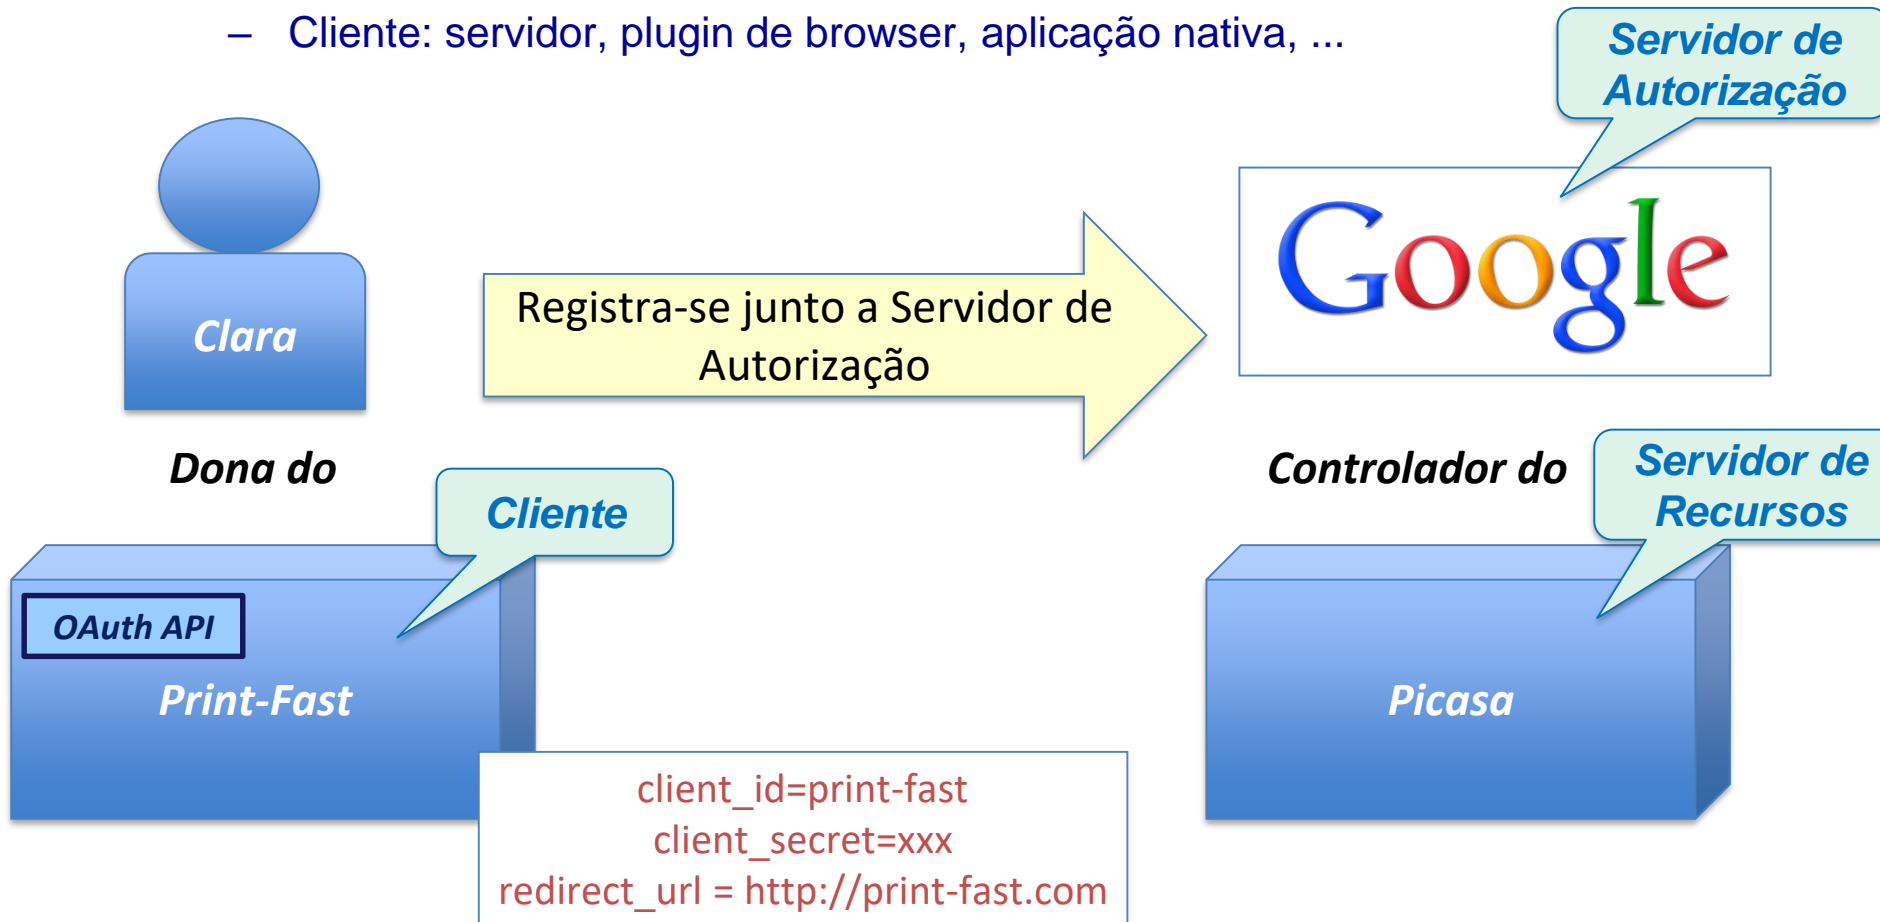 – Cliente: servidor, plugin de browser, aplicação nativa, ...
Servidor de
Autorização
Google
Clara
Registra-se junto a Servidor de
Autorização
Dona do
Controlador do
Servidor de
Recursos
Cliente
OAuth API
Print-Fast
Picasa
client_id=print-fast
client_secret=xxx
redirect_url = http://print-fast.com